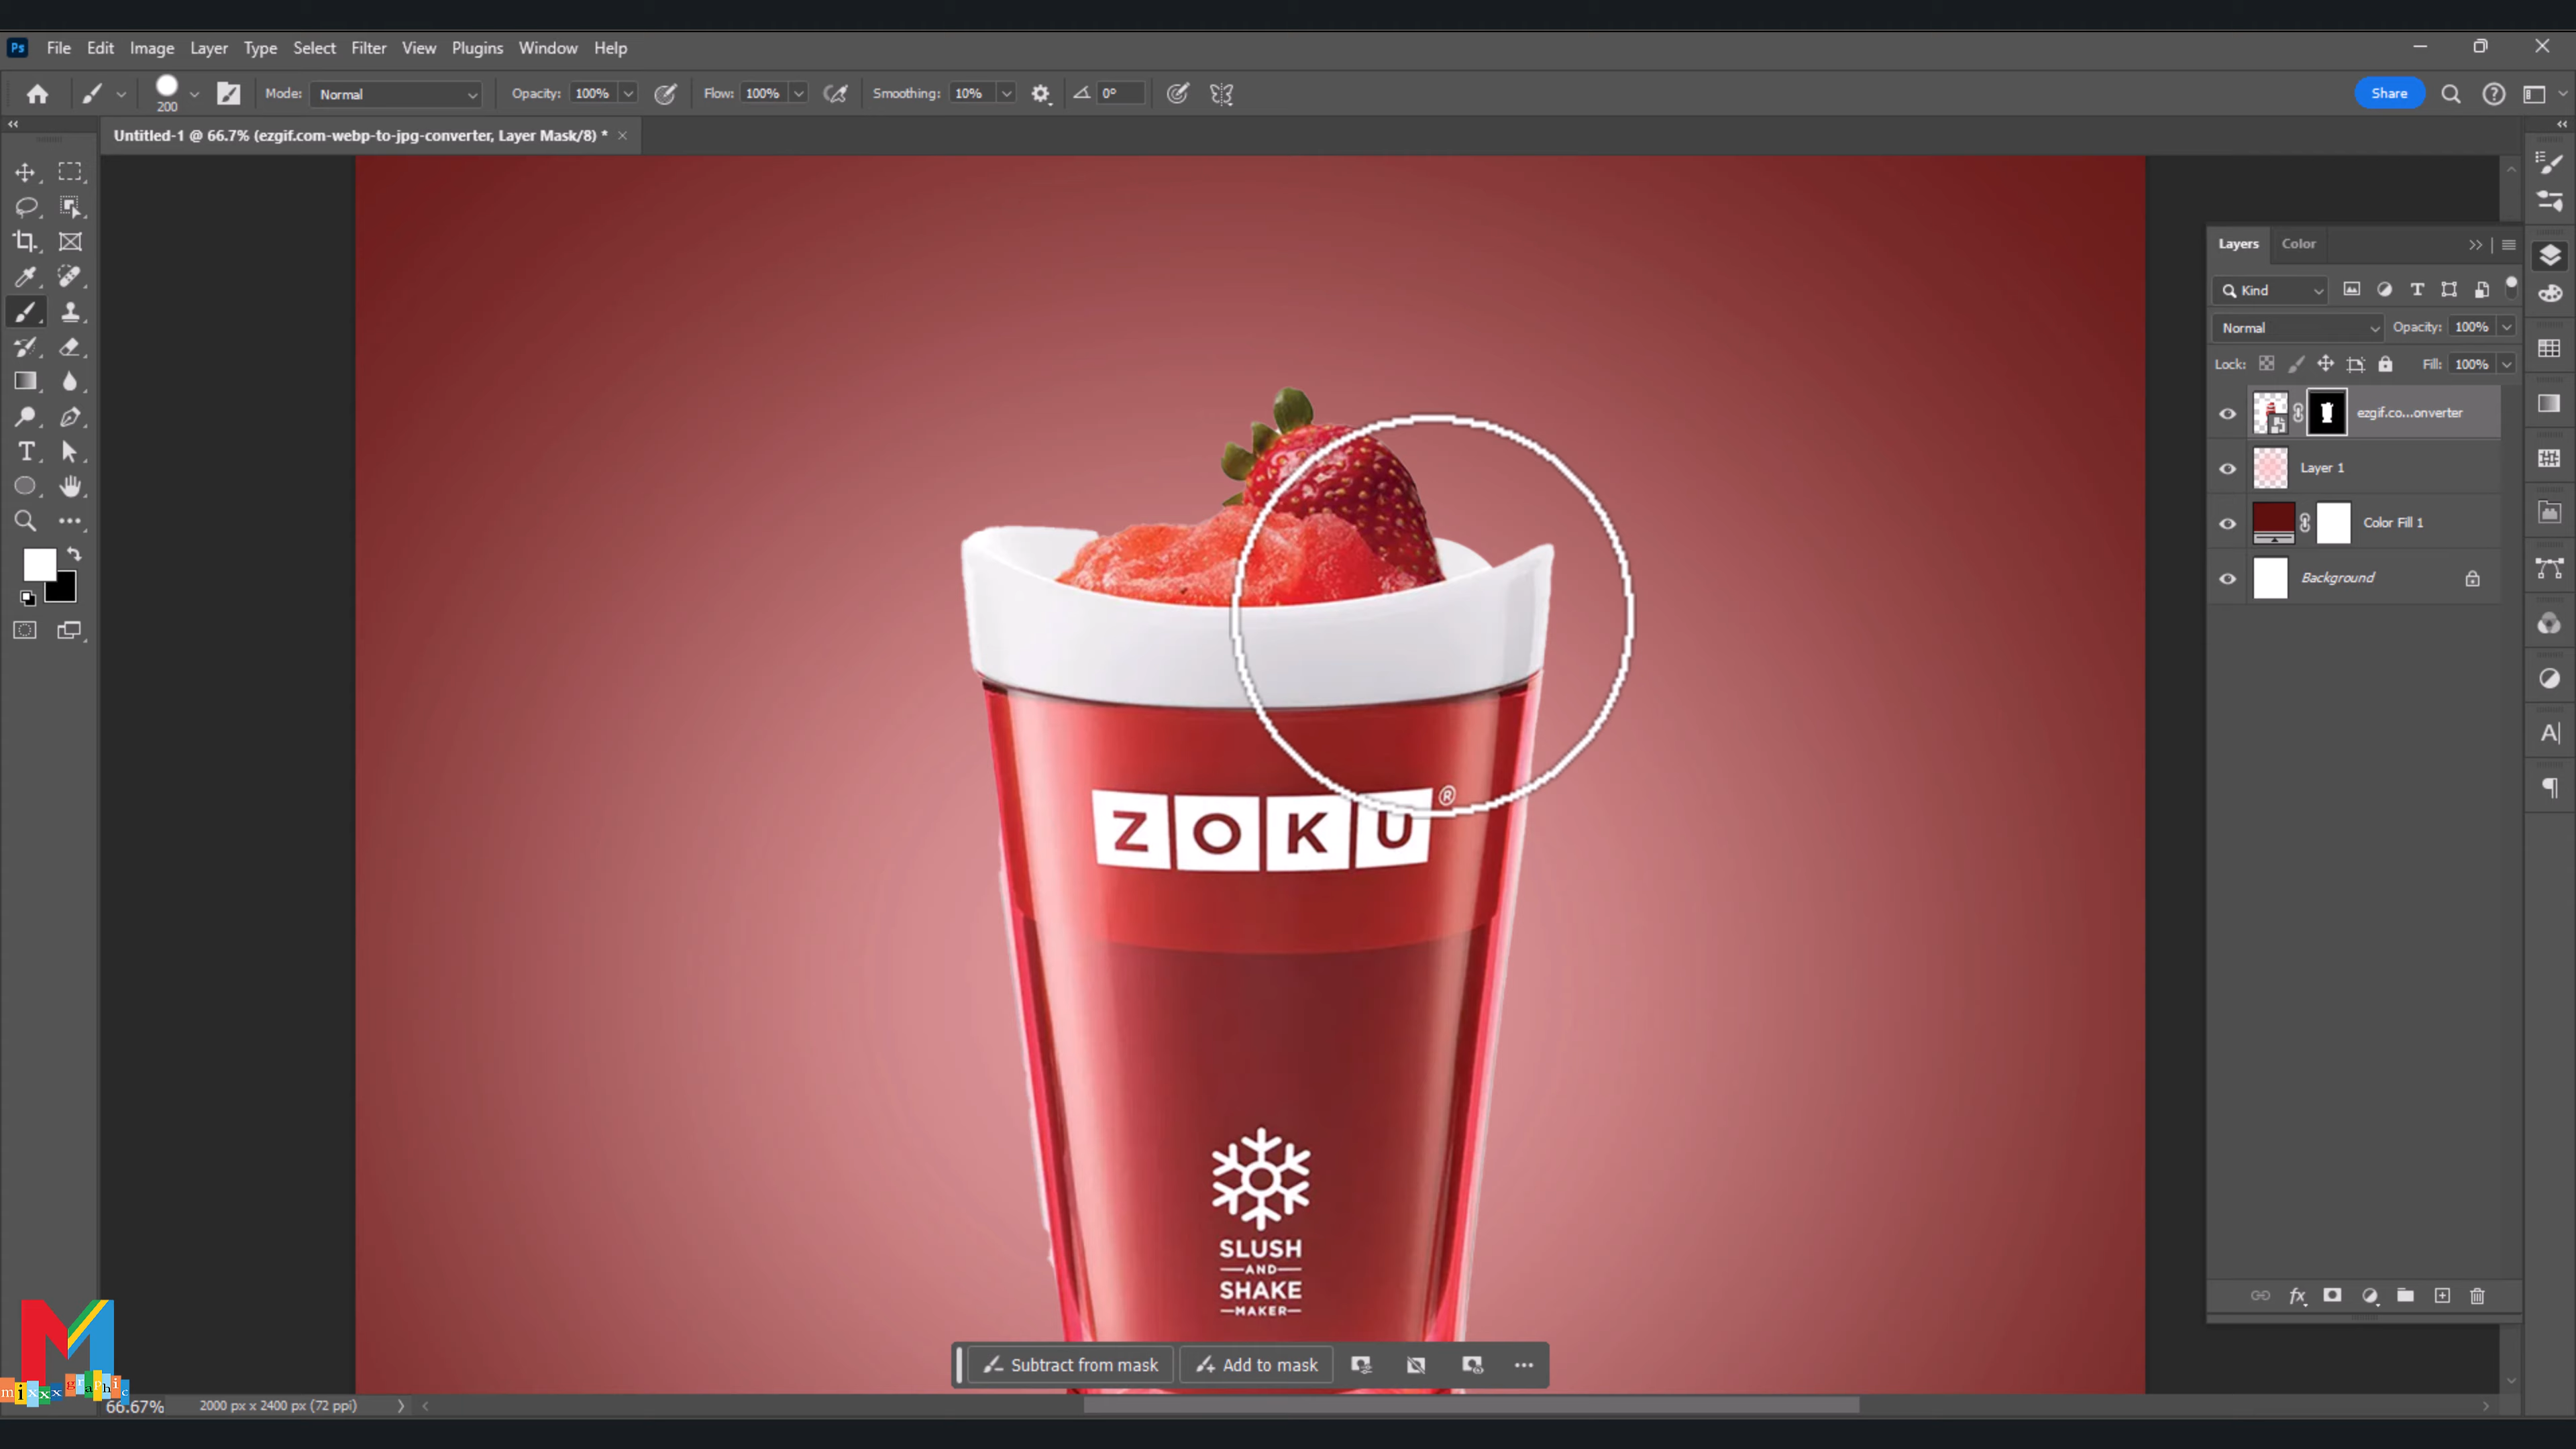 Ps File Edit Image Layer Type Select Filter View Plugins Window Help
200 Mode: Normal Opacity: 100% Flow: 100% Smoothing: 10% 0° Share
Untitled-1 @ 66.7% (ezgif.com-webp-to-jpg-converter, Layer Mask/8) *
Layers Color
Kind
Normal Opacity: 100%
Lock: Fill: 100%
ezgif.co...onverter
Layer 1
Color Fill 1
Background
ZOKU®
SLUSH
AND
SHAKE
MAKER
Subtract from mask Add to mask
M
mixxxgraphic
66.67% 2000 px x 2400 px (72 ppi)